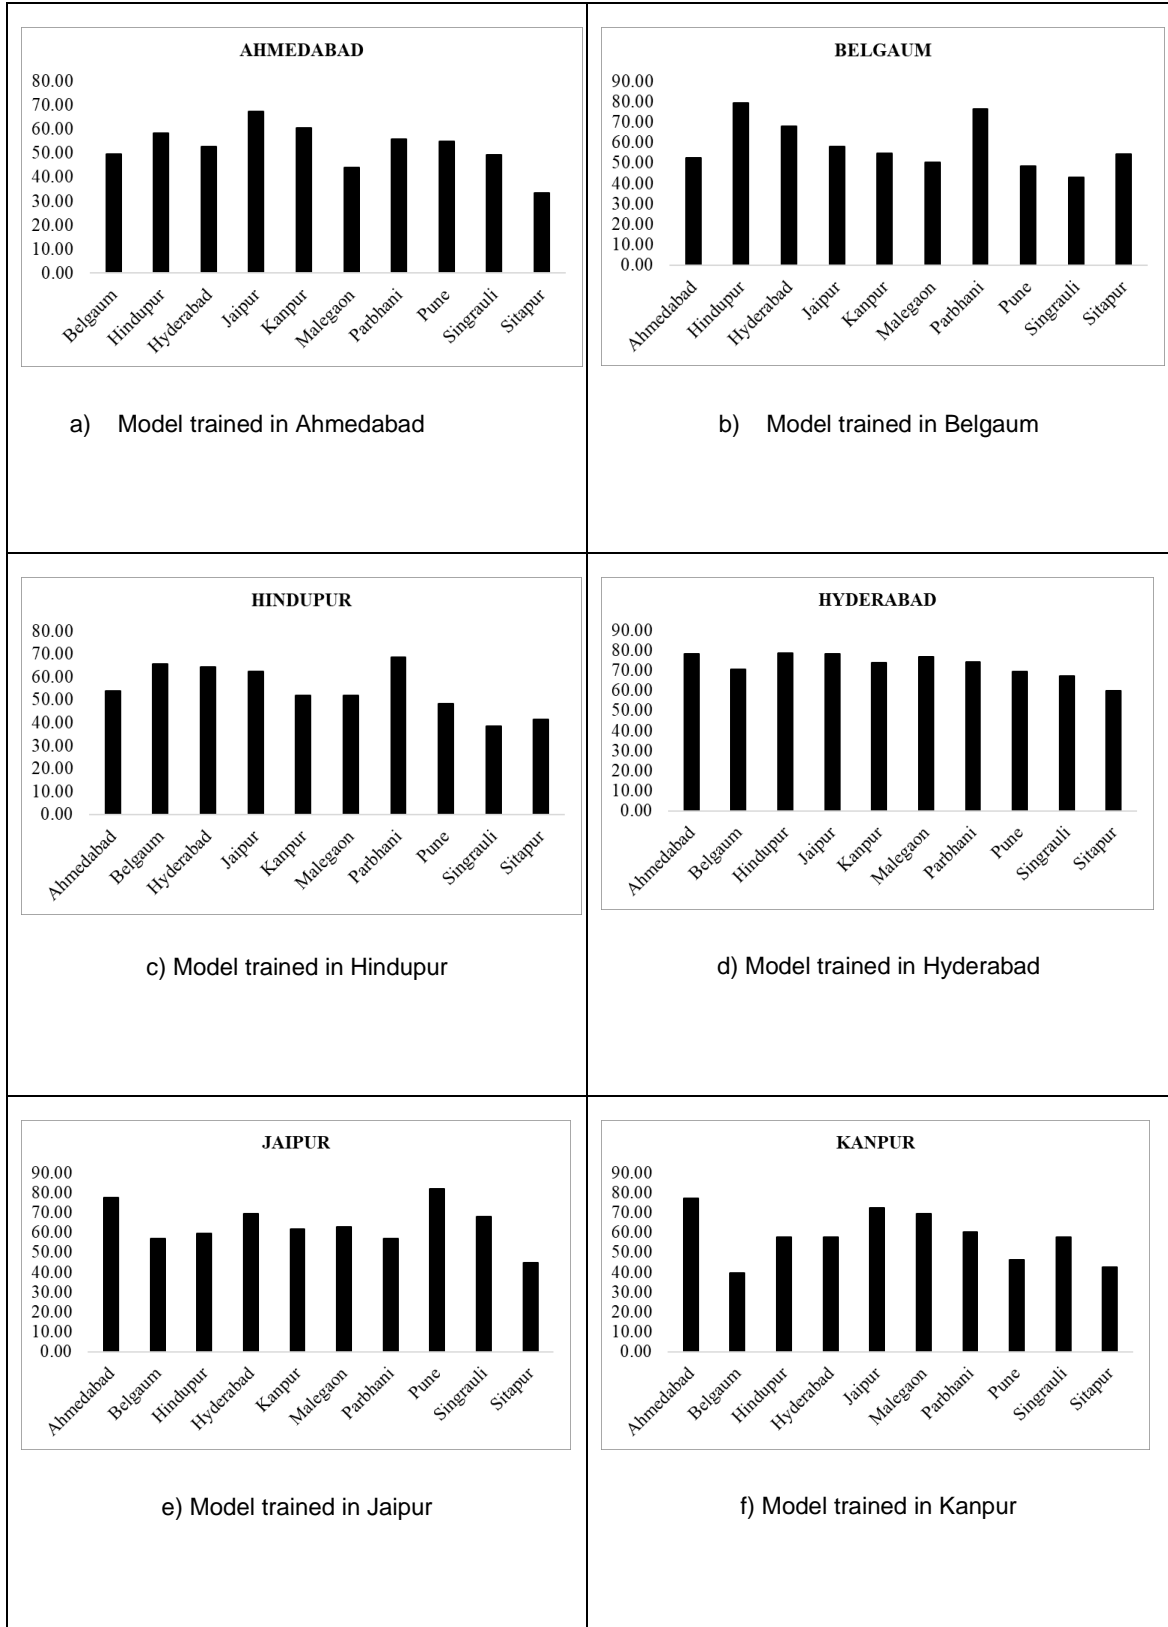 AHMEDABAD
80.00
70.00
60.00
50.00
40.00
30.00
20.00
10.00
0.00
Belgaum
Hindupur
Hyderabad
Jaipur
Kanpur
Malegaon
Parbhani
Pune
Singrauli
Sitapur
a) Model trained in Ahmedabad
BELGAUM
90.00
80.00
70.00
60.00
50.00
40.00
30.00
20.00
10.00
0.00
Ahmedabad
Hindupur
Hyderabad
Jaipur
Kanpur
Malegaon
Parbhani
Pune
Singrauli
Sitapur
b) Model trained in Belgaum
HINDUPUR
80.00
70.00
60.00
50.00
40.00
30.00
20.00
10.00
0.00
Ahmedabad
Belgaum
Hyderabad
Jaipur
Kanpur
Malegaon
Parbhani
Pune
Singrauli
Sitapur
c) Model trained in Hindupur
HYDERABAD
90.00
80.00
70.00
60.00
50.00
40.00
30.00
20.00
10.00
0.00
Ahmedabad
Belgaum
Hindupur
Jaipur
Kanpur
Malegaon
Parbhani
Pune
Singrauli
Sitapur
d) Model trained in Hyderabad
JAIPUR
90.00
80.00
70.00
60.00
50.00
40.00
30.00
20.00
10.00
0.00
Ahmedabad
Belgaum
Hindupur
Hyderabad
Kanpur
Malegaon
Parbhani
Pune
Singrauli
Sitapur
e) Model trained in Jaipur
KANPUR
90.00
80.00
70.00
60.00
50.00
40.00
30.00
20.00
10.00
0.00
Ahmedabad
Belgaum
Hindupur
Hyderabad
Jaipur
Malegaon
Parbhani
Pune
Singrauli
Sitapur
f) Model trained in Kanpur